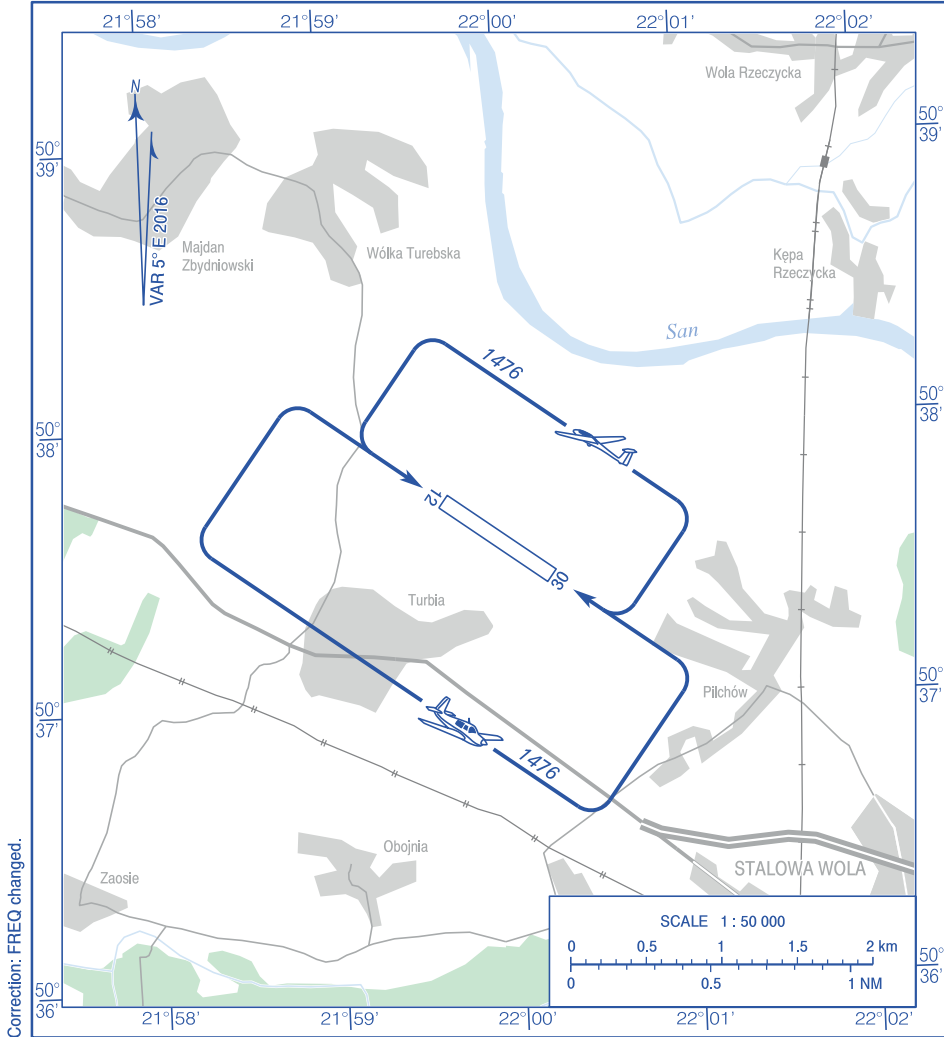 21°58' 21°59' 22°00' 22°01' 22°02'
Wola Rzeczycka
N
50° 39'
50° 39'
VAR 5° E 2016
Majdan
Zbydniowski
Wólka Turebska
Kępa
Rzeczycka
San
1476
50° 38'
50° 38'
12
30
Turbia
Pilchów
50° 37'
50° 37'
1476
Obojnia
Zaosie
STALOWA WOLA
SCALE 1 : 50 000
0 0.5 1 1.5 2 km
0 0.5 1 NM
50° 36'
50° 36'
21°58' 21°59' 22°00' 22°01' 22°02'
Correction: FREQ changed.